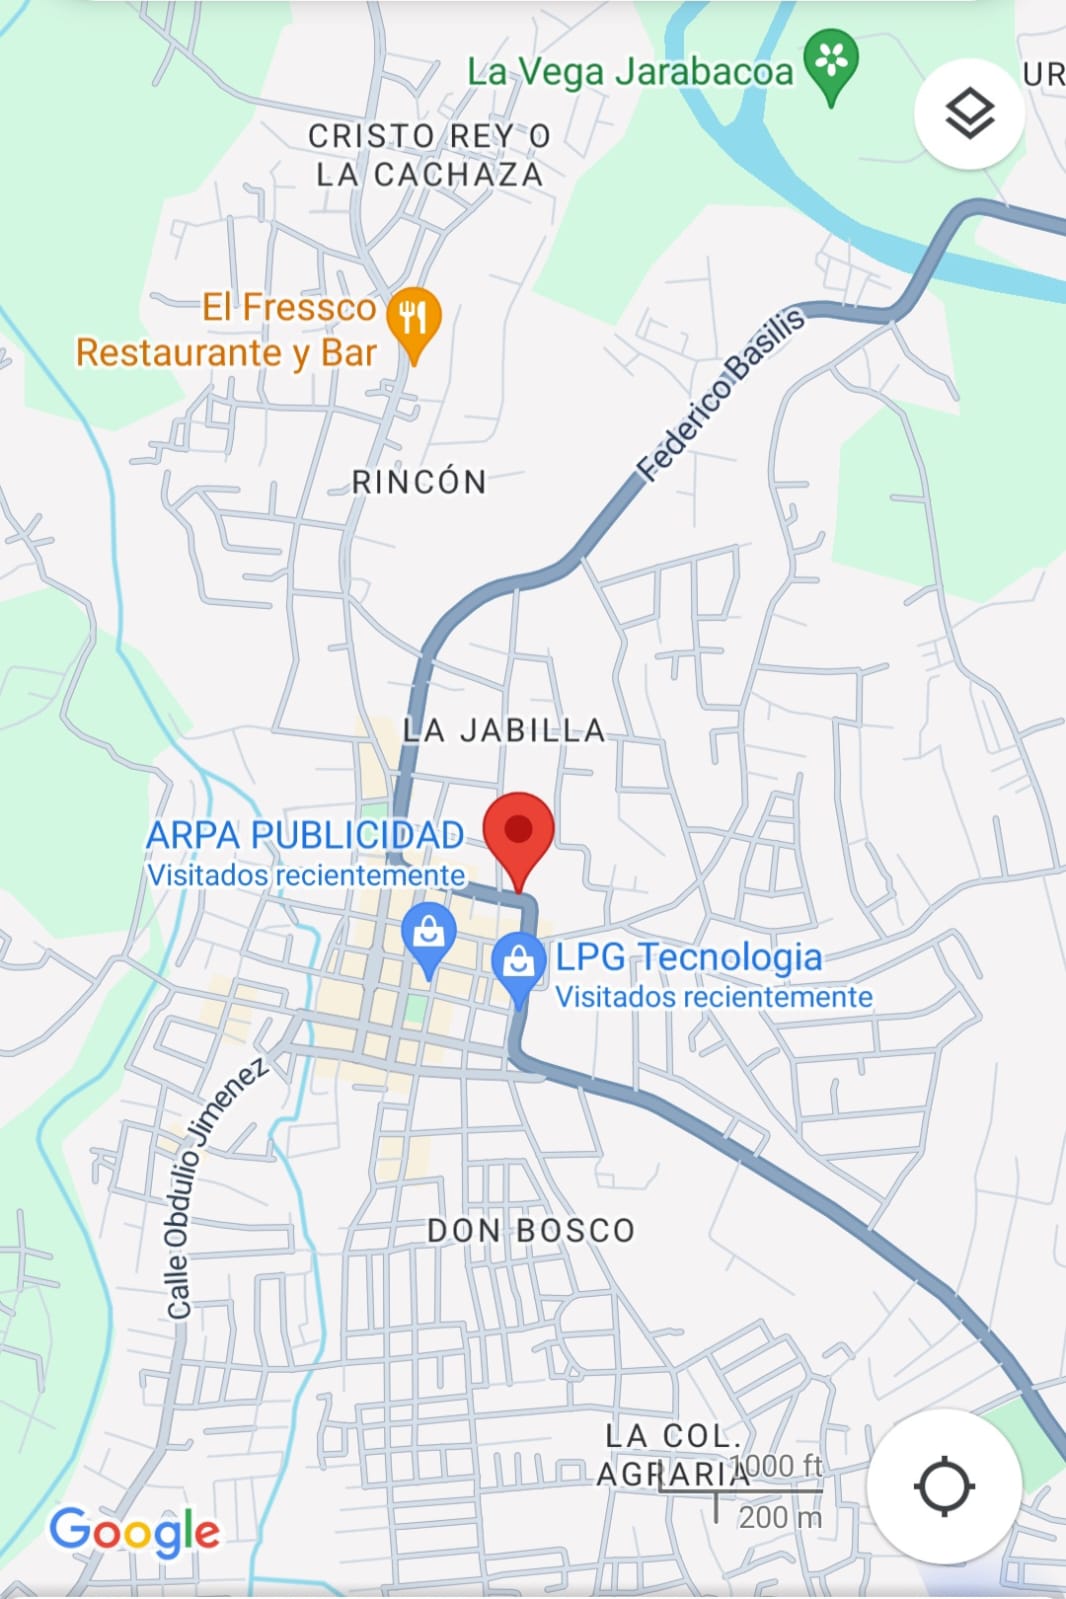 La Vega Jarabacoa
UR
CRISTO REY O
LA CACHAZA
El Fressco
Restaurante y Bar
Federico Basilis
RINCÓN
LA JABILLA
ARPA PUBLICIDAD
Visitados recientemente
LPG Tecnologia
Visitados recientemente
Calle Obdulio Jimenez
DON BOSCO
LA COL.
AGRARIA
1000 ft
200 m
Google